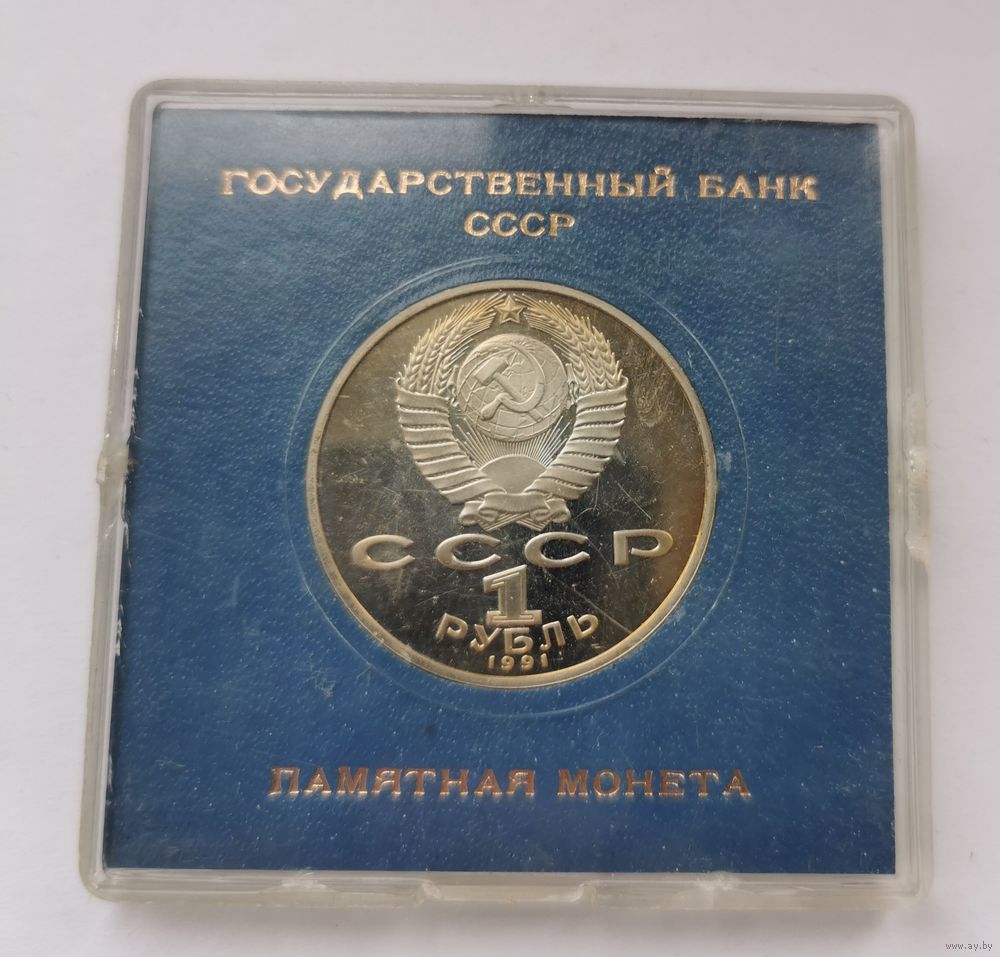 ГОСУДАРСТВЕННЫЙ БАНК
СССР
СССР
1
РУБЛЬ
1991
ПАМЯТНАЯ МОНЕТА
www.ay.by